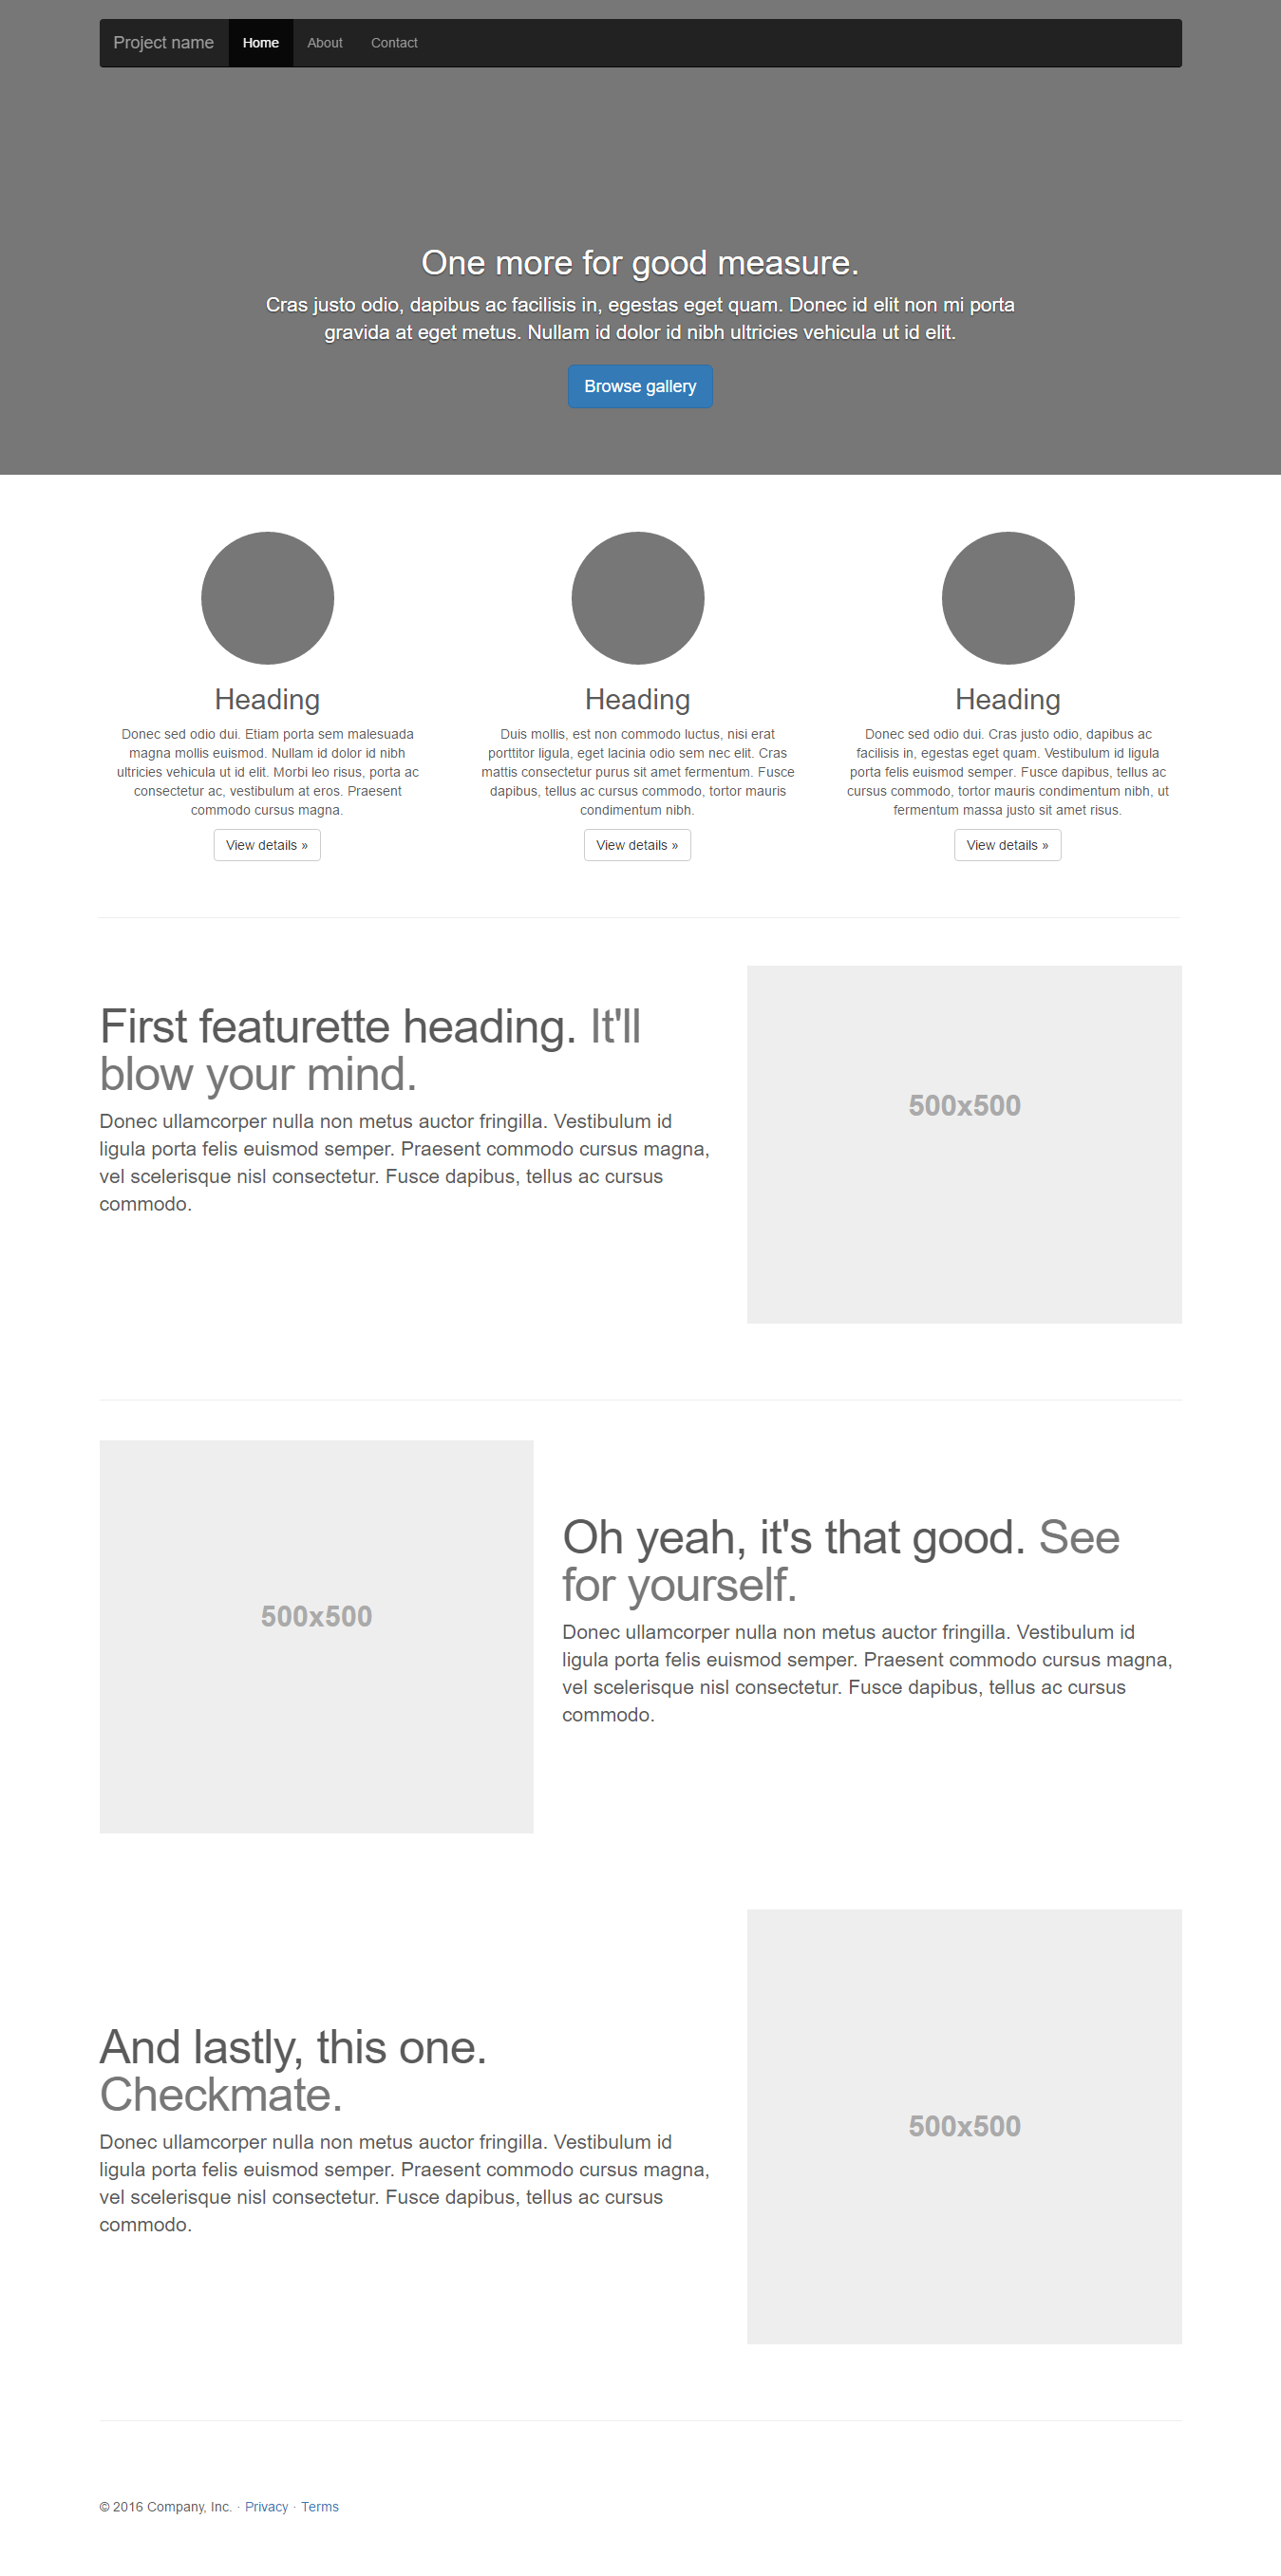 Project name Home About Contact
One more for good measure.
Cras justo odio, dapibus ac facilisis in, egestas eget quam. Donec id elit non mi porta
gravida at eget metus. Nullam id dolor id nibh ultricies vehicula ut id elit.
Browse gallery
Heading
Donec sed odio dui. Etiam porta sem malesuada
magna mollis euismod. Nullam id dolor id nibh
ultricies vehicula ut id elit. Morbi leo risus, porta ac
consectetur ac, vestibulum at eros. Praesent
commodo cursus magna.
View details »
Heading
Duis mollis, est non commodo luctus, nisi erat
porttitor ligula, eget lacinia odio sem nec elit. Cras
mattis consectetur purus sit amet fermentum. Fusce
dapibus, tellus ac cursus commodo, tortor mauris
condimentum nibh.
View details »
Heading
Donec sed odio dui. Cras justo odio, dapibus ac
facilisis in, egestas eget quam. Vestibulum id ligula
porta felis euismod semper. Fusce dapibus, tellus ac
cursus commodo, tortor mauris condimentum nibh, ut
fermentum massa justo sit amet risus.
View details »
First featurette heading. It'll
blow your mind.
Donec ullamcorper nulla non metus auctor fringilla. Vestibulum id
ligula porta felis euismod semper. Praesent commodo cursus magna,
vel scelerisque nisl consectetur. Fusce dapibus, tellus ac cursus
commodo.
500x500
500x500
Oh yeah, it's that good. See
for yourself.
Donec ullamcorper nulla non metus auctor fringilla. Vestibulum id
ligula porta felis euismod semper. Praesent commodo cursus magna,
vel scelerisque nisl consectetur. Fusce dapibus, tellus ac cursus
commodo.
And lastly, this one.
Checkmate.
Donec ullamcorper nulla non metus auctor fringilla. Vestibulum id
ligula porta felis euismod semper. Praesent commodo cursus magna,
vel scelerisque nisl consectetur. Fusce dapibus, tellus ac cursus
commodo.
500x500
© 2016 Company, Inc. · Privacy · Terms